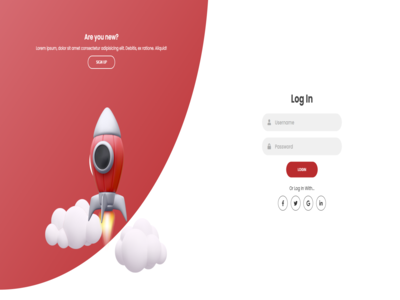 Are you new?
Lorem ipsum, dolor sit amet consectetur adipisicing elit. Debitis, ex ratione. Aliquid!
SIGN UP
Log In
Username
Password
LOGIN
Or Log In With..